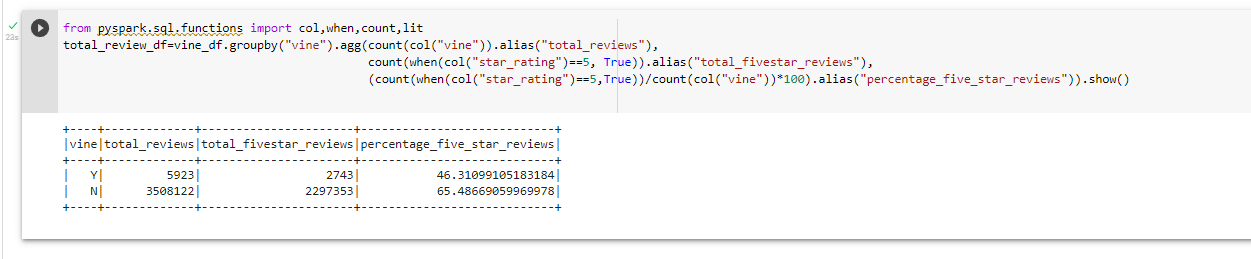 23s
from pyspark.sql.functions import col,when,count,lit
total_review_df=vine_df.groupby("vine").agg(count(col("vine")).alias("total_reviews"),
count(when(col("star_rating")==5, True)).alias("total_fivestar_reviews"),
(count(when(col("star_rating")==5,True))/count(col("vine"))*100).alias("percentage_five_star_reviews")).show()
+----+-------------+----------------------+----------------------------+
|vine|total_reviews|total_fivestar_reviews|percentage_five_star_reviews|
+----+-------------+----------------------+----------------------------+
|   Y|         5923|                  2743|           46.31099105183184|
|   N|      3508122|               2297353|           65.48669059969978|
+----+-------------+----------------------+----------------------------+